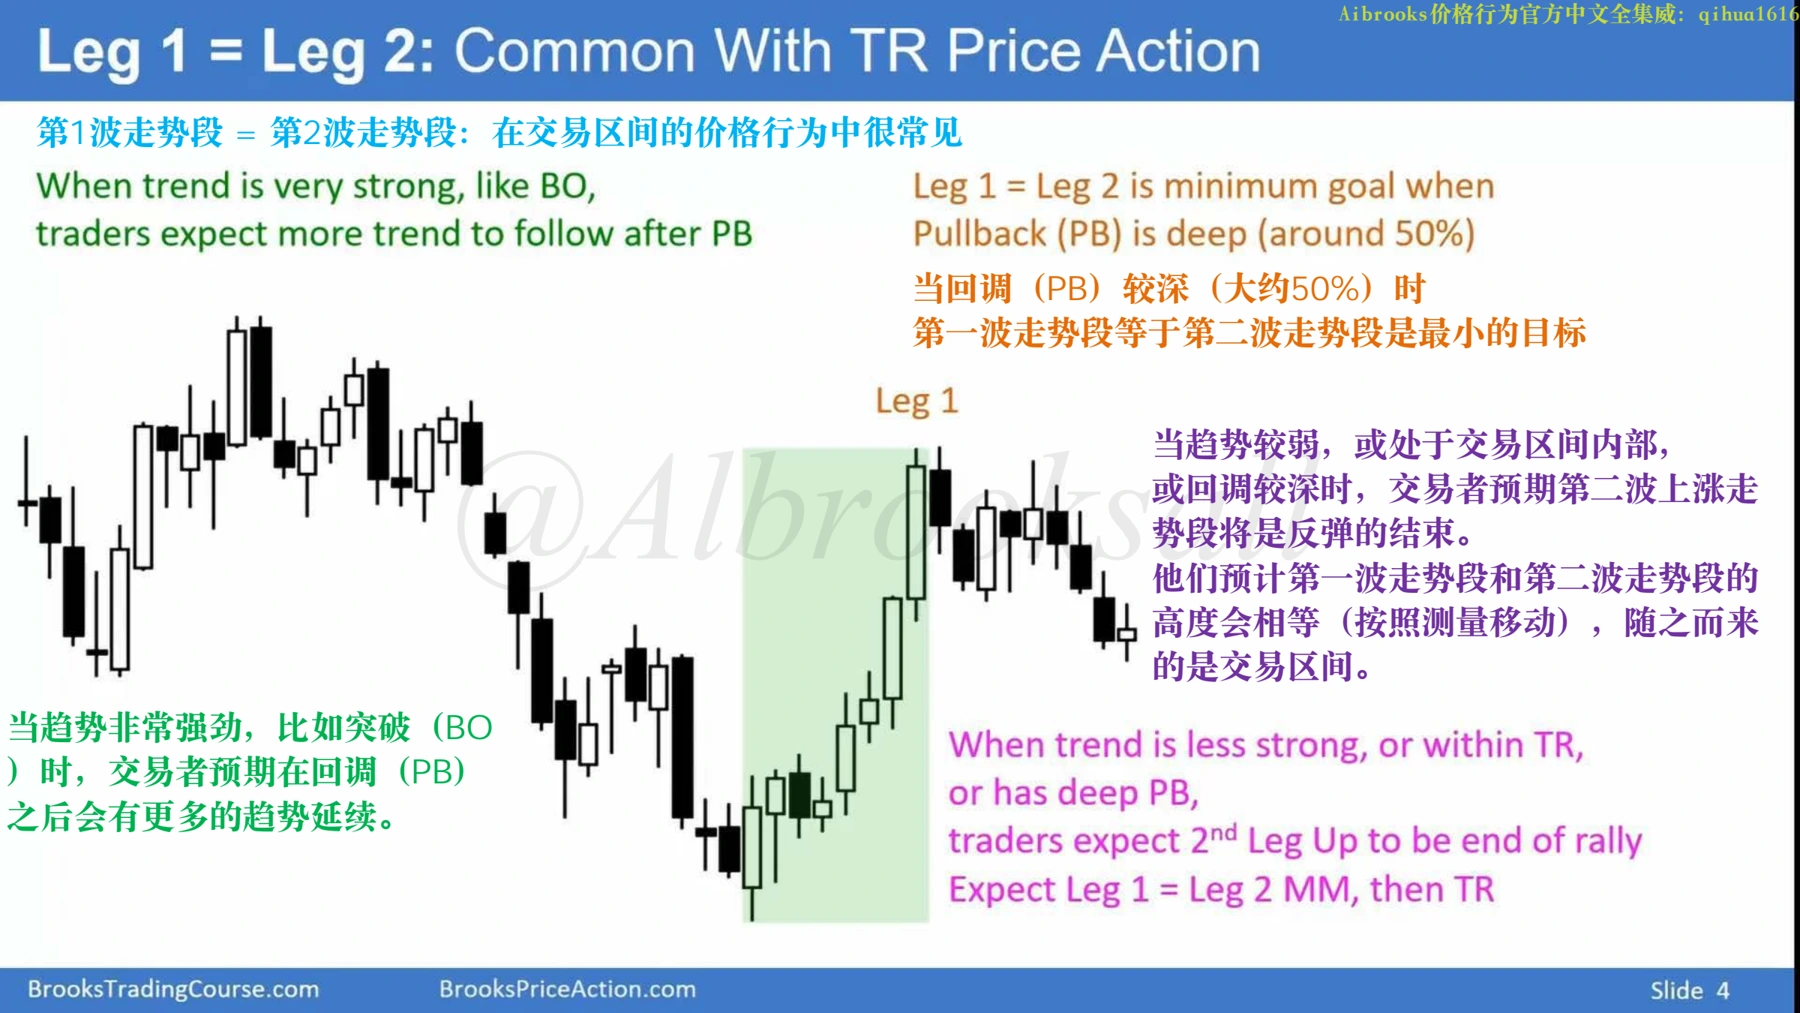 Aibrooks价格行为官方中文全集威：qihua1616
Leg 1 = Leg 2: Common With TR Price Action
第1波走势段 = 第2波走势段：在交易区间的价格行为中很常见
When trend is very strong, like BO,
traders expect more trend to follow after PB
Leg 1 = Leg 2 is minimum goal when
Pullback (PB) is deep (around 50%)
当回调（PB）较深（大约50%）时
第一波走势段等于第二波走势段是最小的目标
Leg 1
当趋势较弱，或处于交易区间内部，
或回调较深时，交易者预期第二波上涨走
势段将是反弹的结束。
他们预计第一波走势段和第二波走势段的
高度会相等（按照测量移动），随之而来
的是交易区间。
@Albrooksall
当趋势非常强劲，比如突破（BO
）时，交易者预期在回调（PB）
之后会有更多的趋势延续。
When trend is less strong, or within TR,
or has deep PB,
traders expect 2nd Leg Up to be end of rally
Expect Leg 1 = Leg 2 MM, then TR
BrooksTradingCourse.com
BrooksPriceAction.com
Slide 4